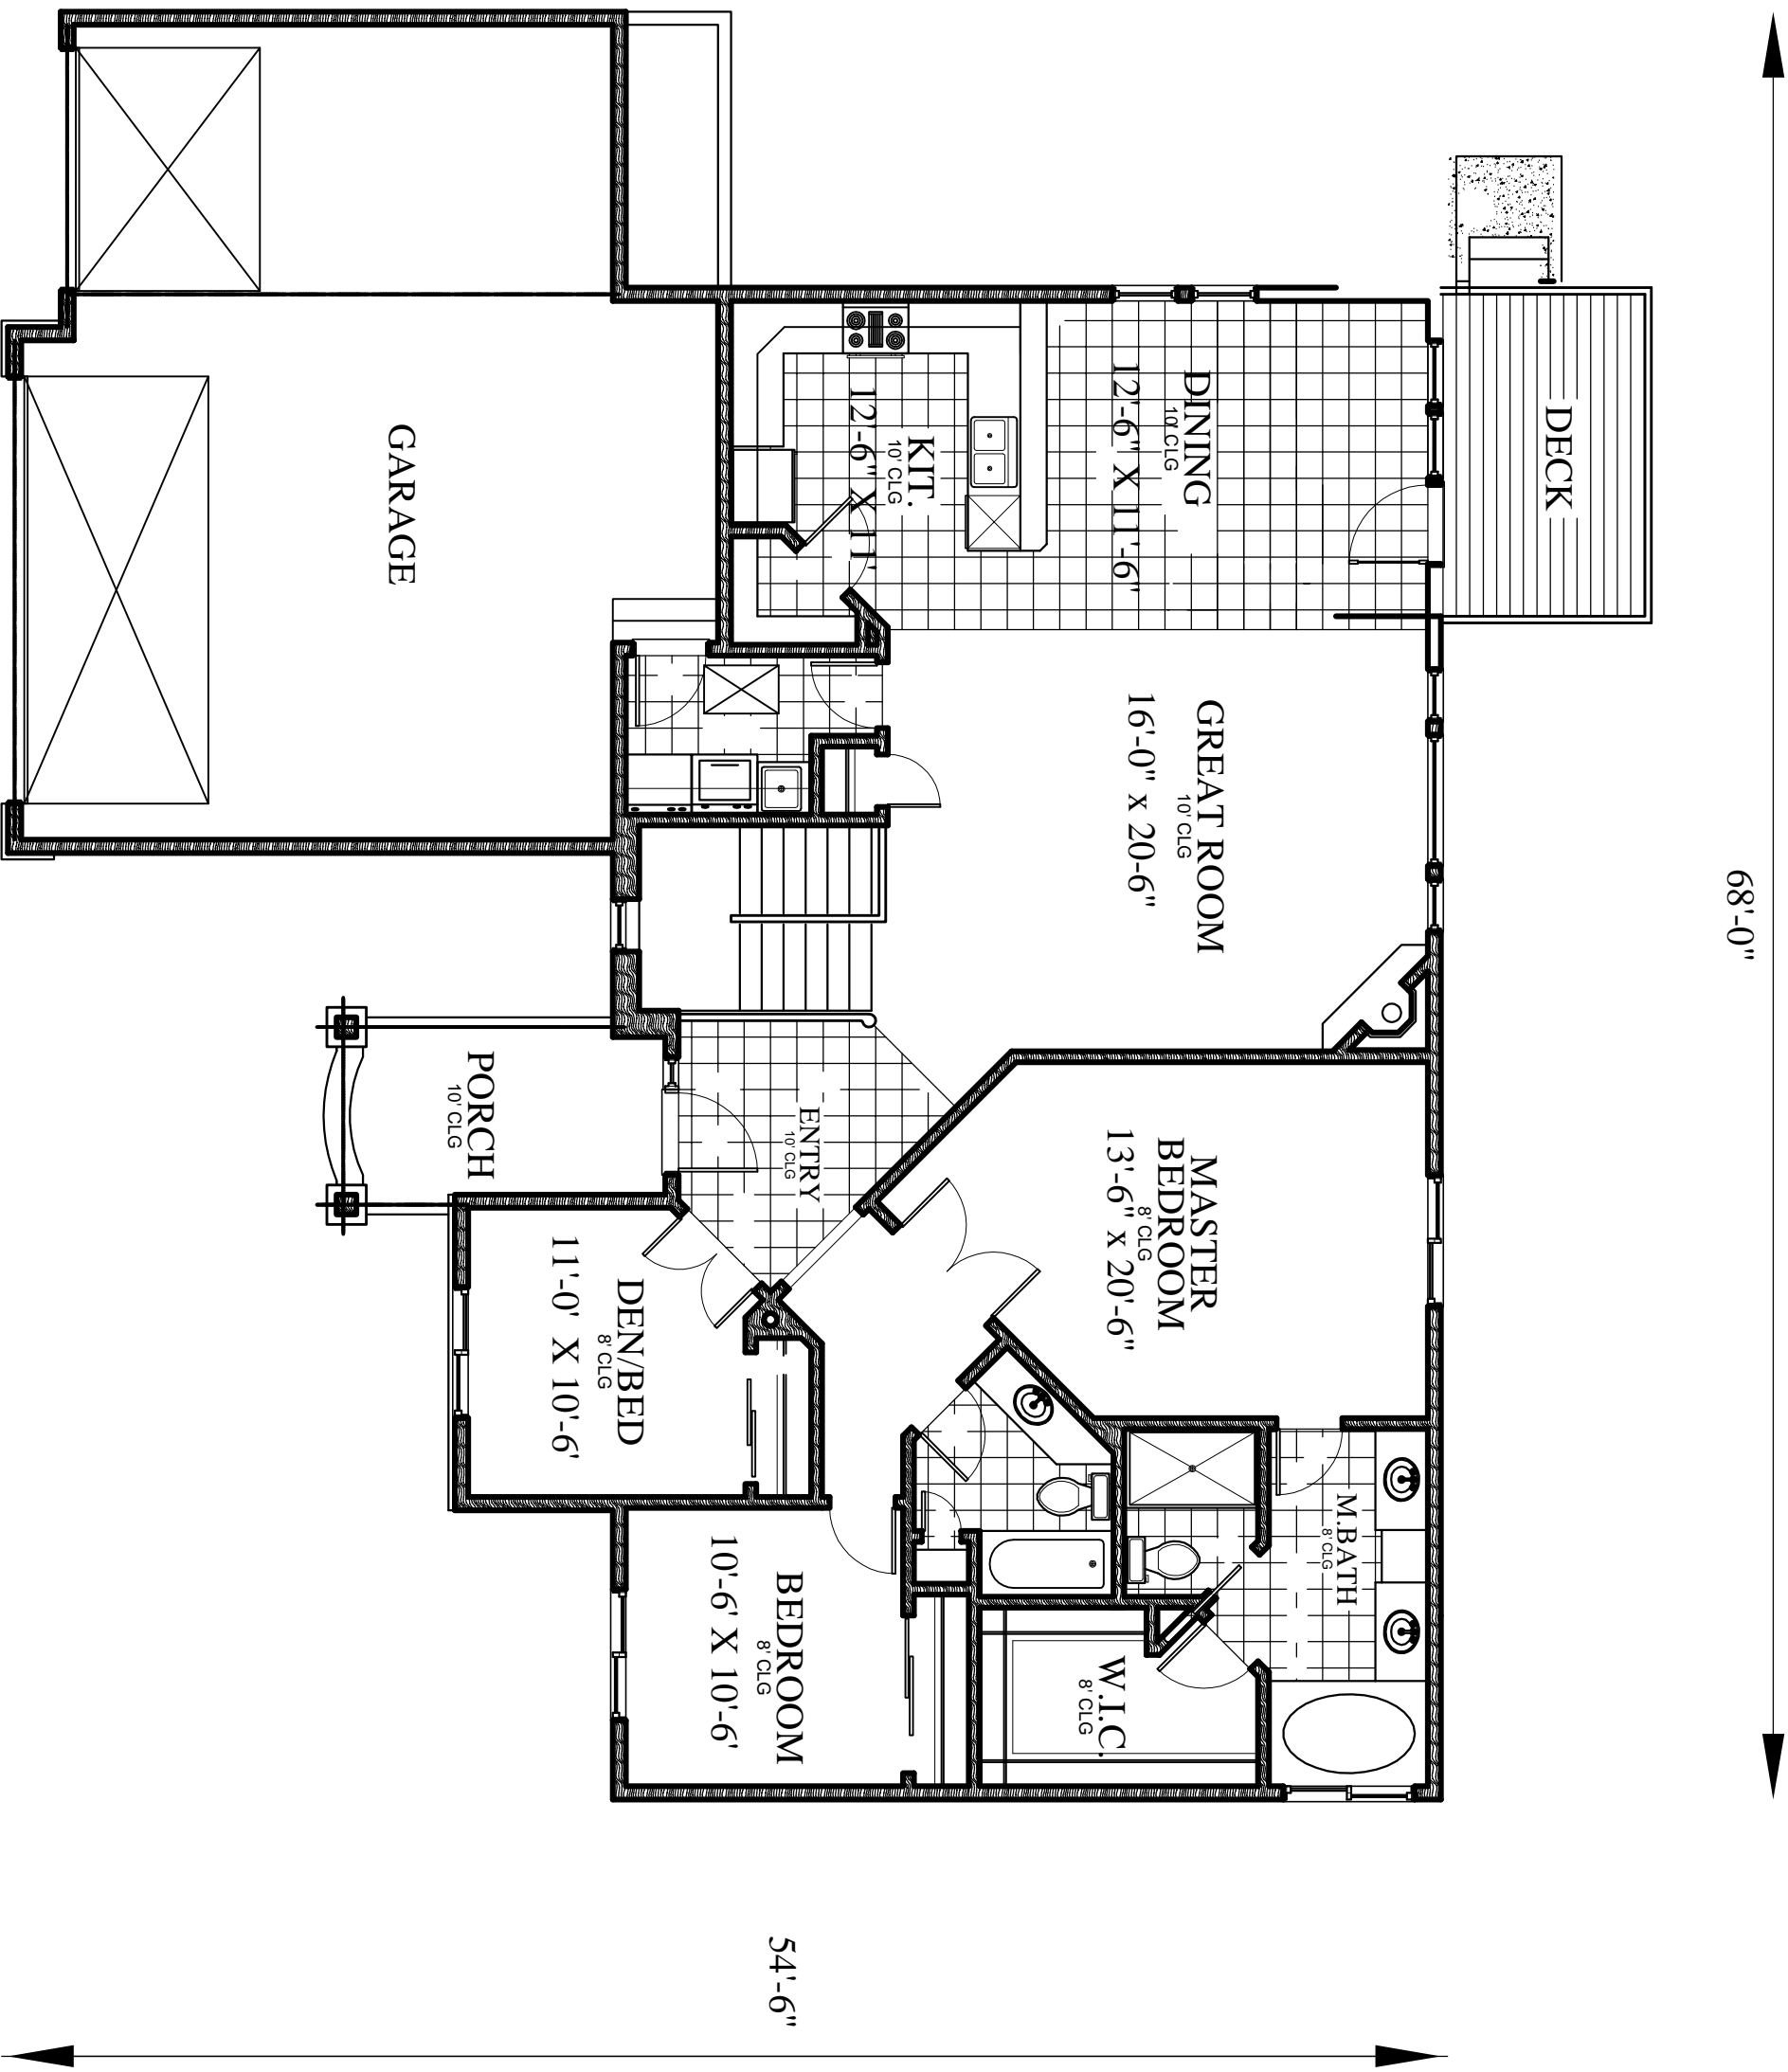 68'-0"
DECK
DINING
10' CLG
12'-6" X 11'-6"
GREAT ROOM
10' CLG
16'-0" x 20-6"
MASTER
BEDROOM
8' CLG
13'-6" x 20'-6"
M.BATH
8' CLG
W.I.C.
8' CLG
KIT.
10' CLG
12'-6" X 11'
ENTRY
10' CLG
BEDROOM
8' CLG
10'-6' X 10'-6'
DEN/BED
8' CLG
11'-0' X 10'-6'
PORCH
10' CLG
GARAGE
54'-6"